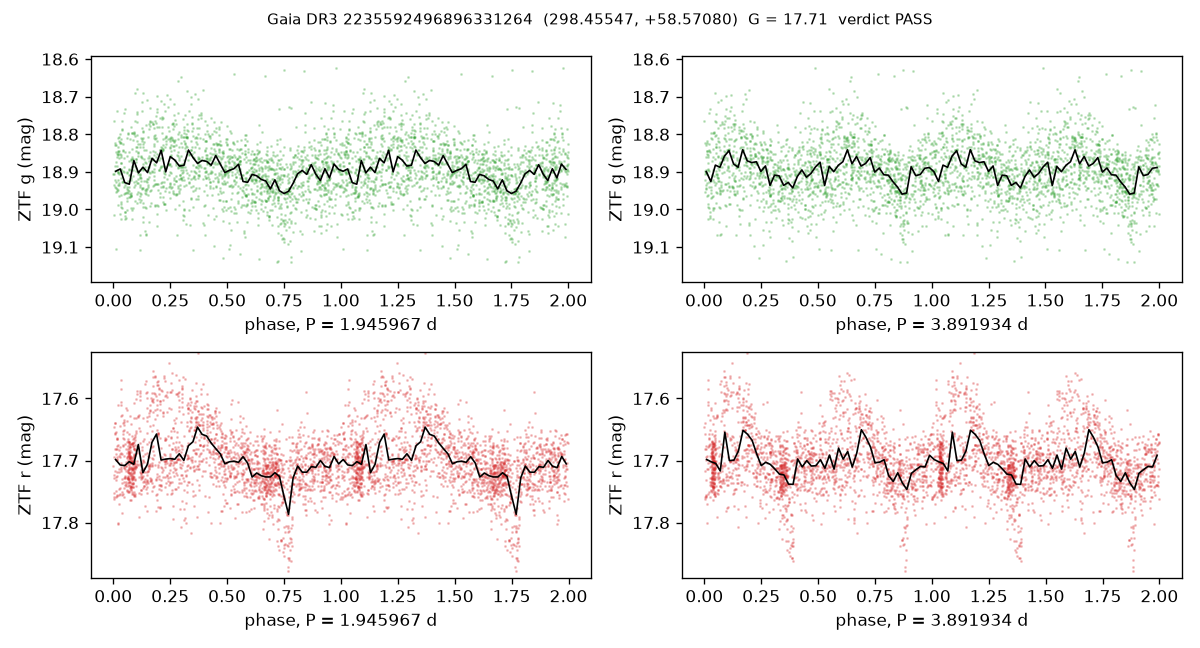 Gaia DR3 2235592496896331264 (298.45547, +58.57080) G = 17.71 verdict PASS
18.6
18.7
18.8
18.9
19.0
19.1
ZTF g (mag)
0.00 0.25 0.50 0.75 1.00 1.25 1.50 1.75 2.00
phase, P = 1.945967 d
18.6
18.7
18.8
18.9
19.0
19.1
ZTF g (mag)
0.00 0.25 0.50 0.75 1.00 1.25 1.50 1.75 2.00
phase, P = 3.891934 d
17.6
17.7
17.8
ZTF r (mag)
0.00 0.25 0.50 0.75 1.00 1.25 1.50 1.75 2.00
phase, P = 1.945967 d
17.6
17.7
17.8
ZTF r (mag)
0.00 0.25 0.50 0.75 1.00 1.25 1.50 1.75 2.00
phase, P = 3.891934 d